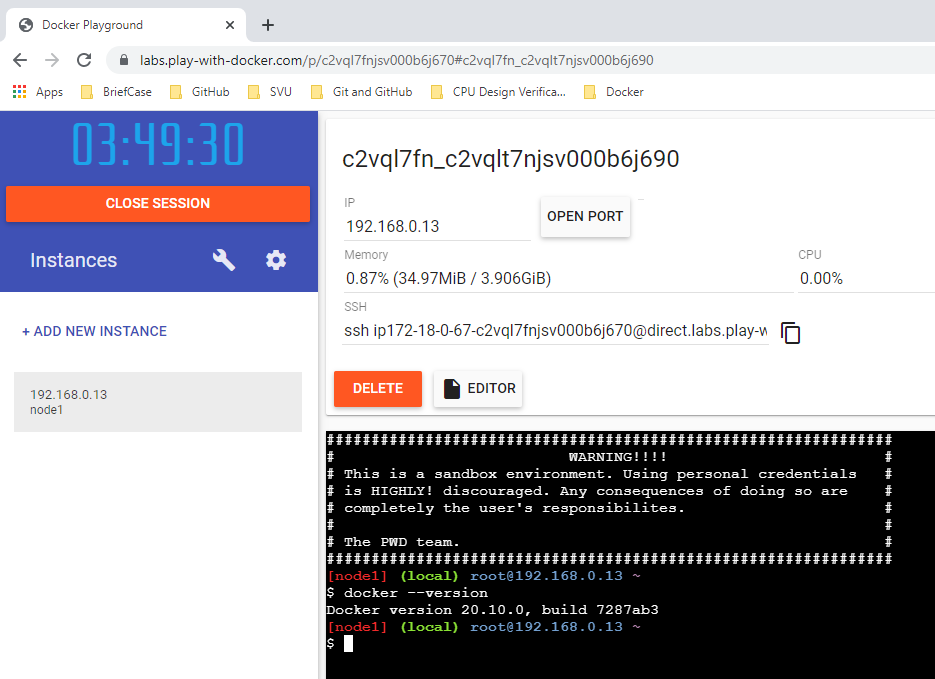 Docker Playground
labs.play-with-docker.com/p/c2vql7fnjsv000b6j670#c2vql7fn_c2vqlt7njsv000b6j690
Apps BriefCase GitHub SVU Git and GitHub CPU Design Verifica... Docker
03:49:30
CLOSE SESSION
Instances
+ ADD NEW INSTANCE
192.168.0.13
node1
c2vql7fn_c2vqlt7njsv000b6j690
IP
192.168.0.13
OPEN PORT
Memory
0.87% (34.97MiB / 3.906GiB)
CPU
0.00%
SSH
ssh ip172-18-0-67-c2vql7fnjsv000b6j670@direct.labs.play-w
DELETE
EDITOR
###############################################################
#                          WARNING!!!!                        #
# This is a sandbox environment. Using personal credentials   #
# is HIGHLY! discouraged. Any consequences of doing so are    #
# completely the user's responsibilites.                      #
#                                                             #
# The PWD team.                                               #
###############################################################
[node1] (local) root@192.168.0.13 ~
$ docker --version
Docker version 20.10.0, build 7287ab3
[node1] (local) root@192.168.0.13 ~
$